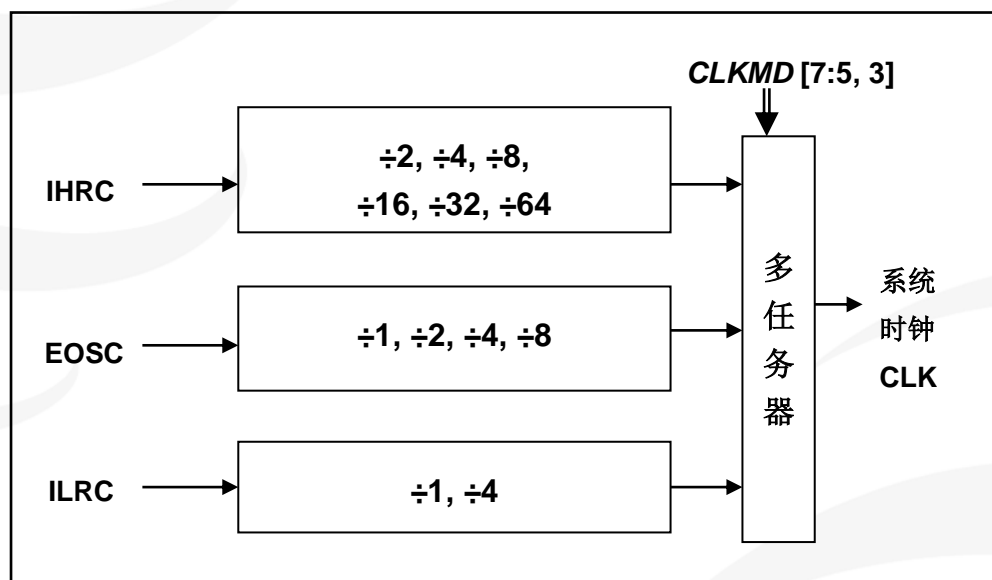 CLKMD [7:5, 3]
IHRC
÷2, ÷4, ÷8,
÷16, ÷32, ÷64
EOSC
÷1, ÷2, ÷4, ÷8
ILRC
÷1, ÷4
多
任
务
器
系统
时钟
CLK